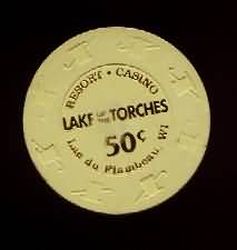 RESORT • CASINO
LAKE OF THE TORCHES
50¢
Lac du Flambeau, WI